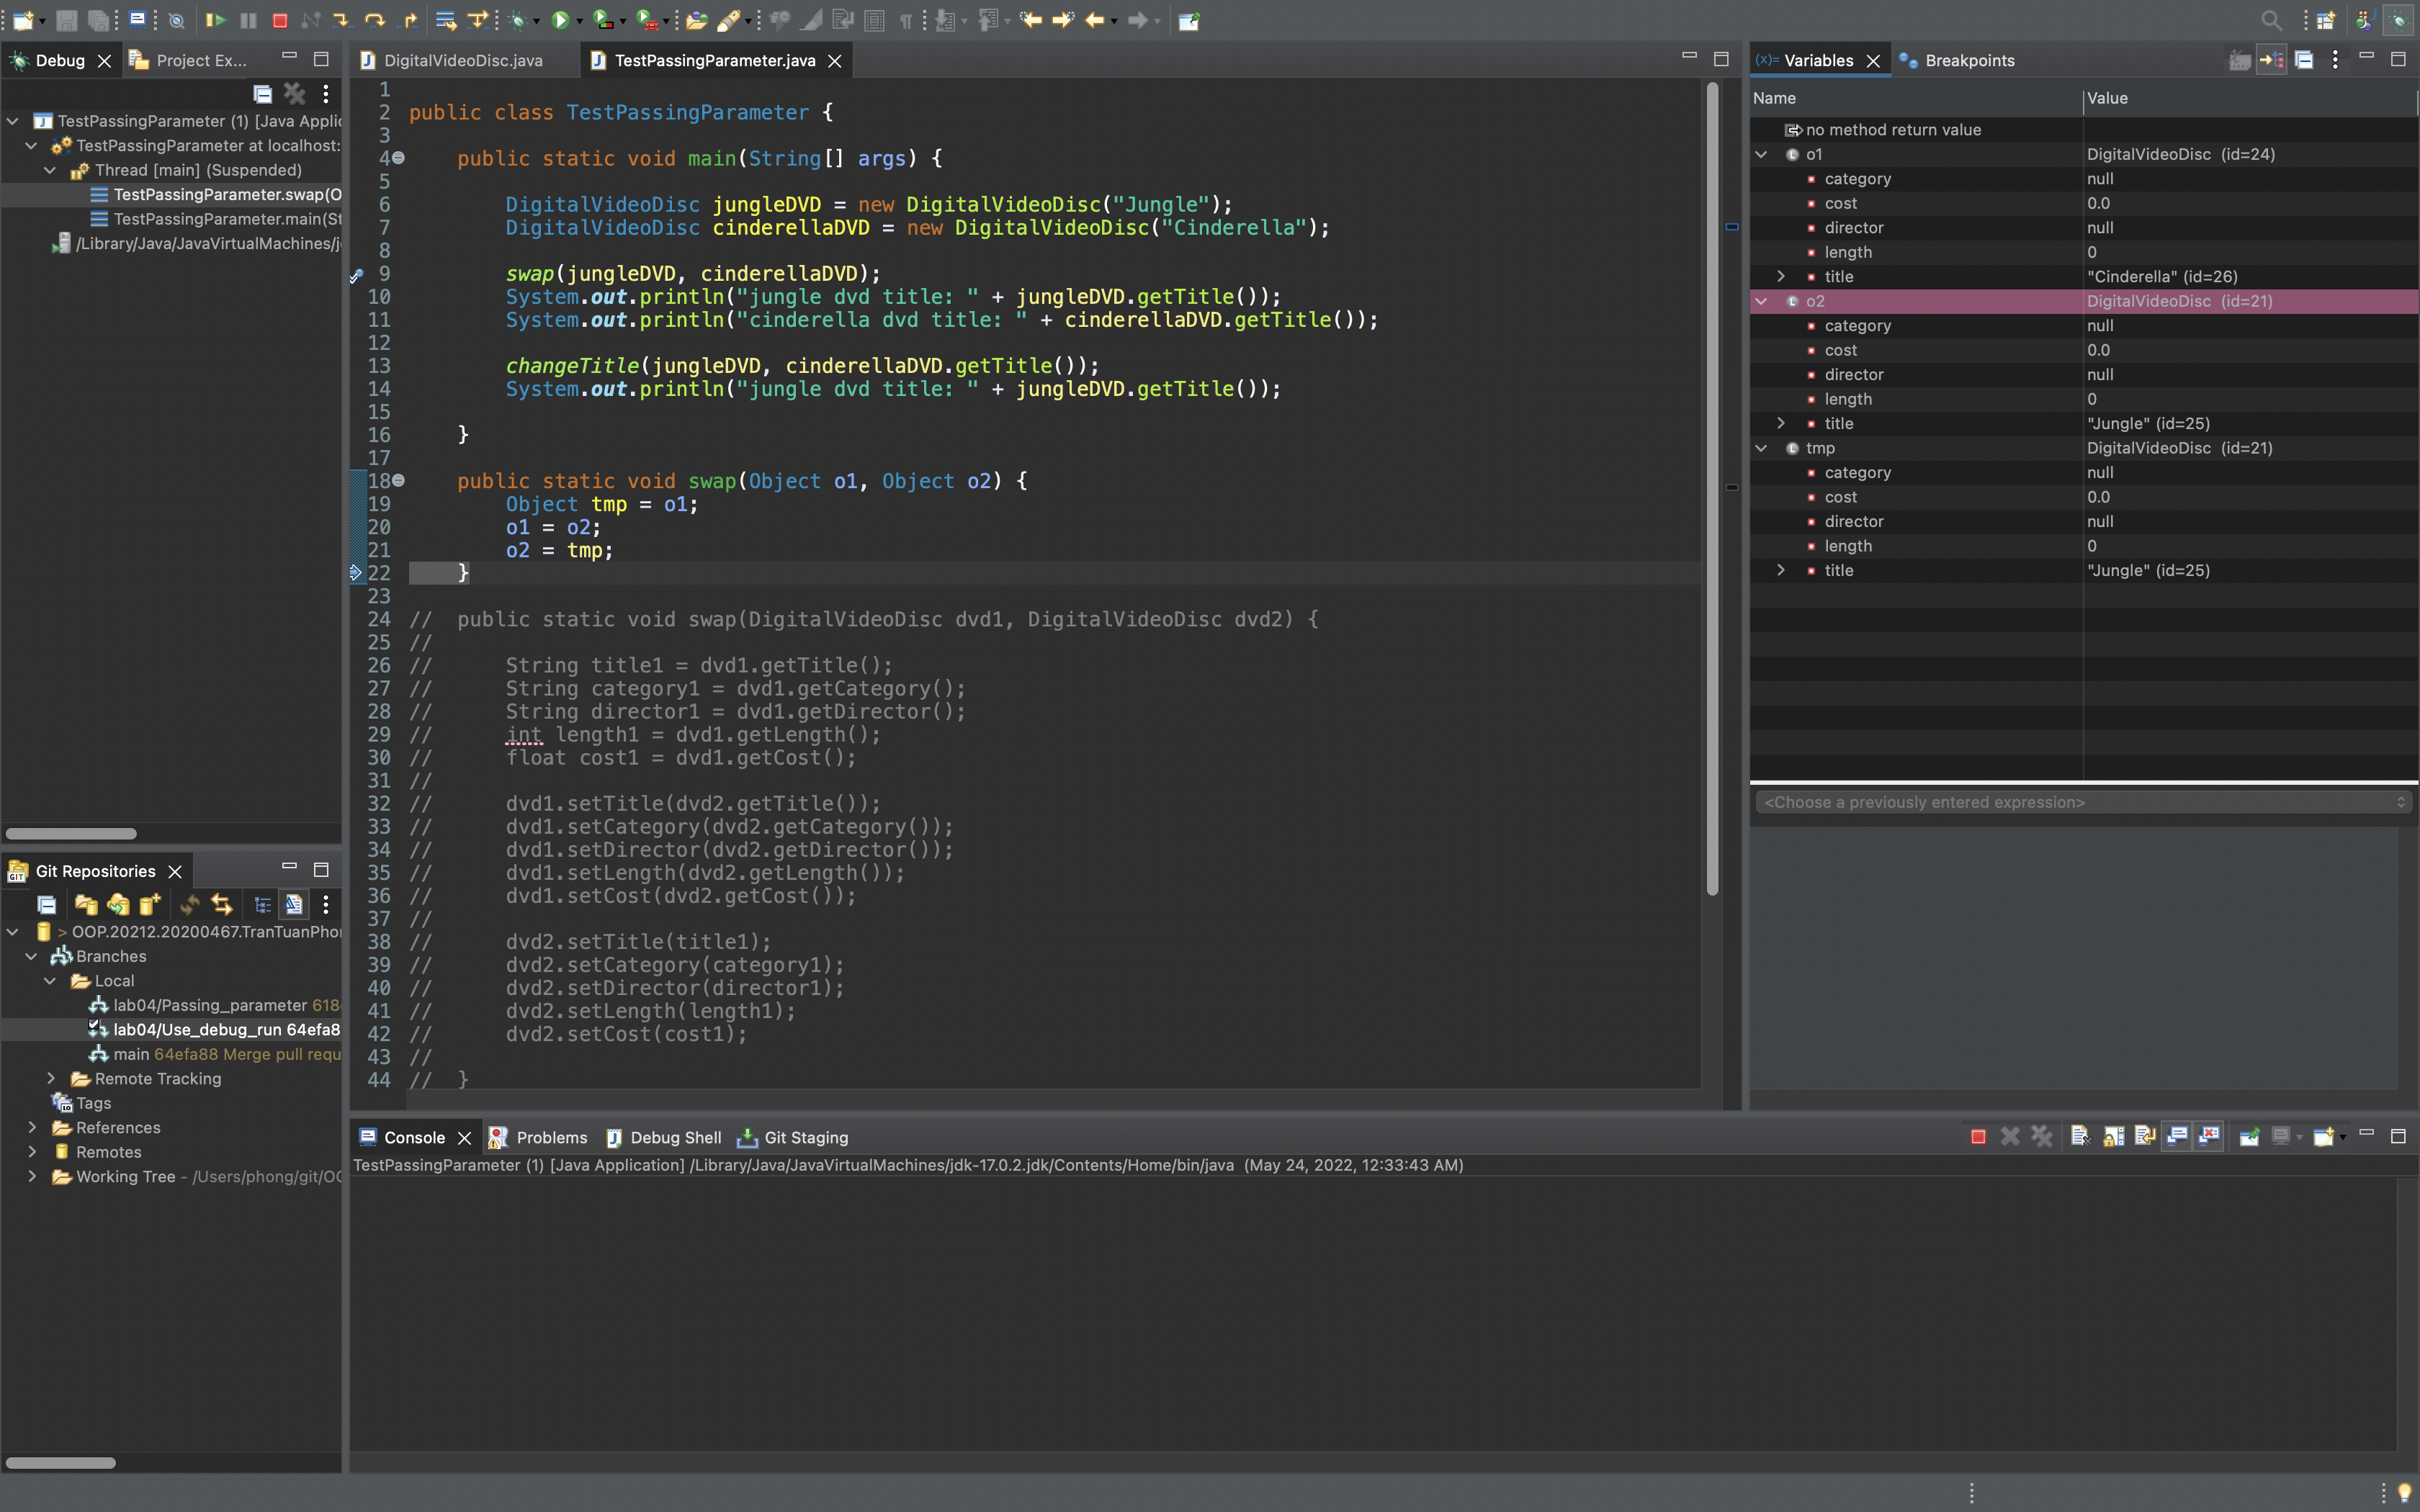 Debug
Project Ex...
TestPassingParameter (1) [Java Applic
TestPassingParameter at localhost:
Thread [main] (Suspended)
TestPassingParameter.swap(O
TestPassingParameter.main(St
/Library/Java/JavaVirtualMachines/j
Git Repositories
> OOP.20212.20200467.TranTuanPhon
Branches
Local
lab04/Passing_parameter 618
lab04/Use_debug_run 64efa8
main 64efa88 Merge pull requ
Remote Tracking
Tags
References
Remotes
Working Tree - /Users/phong/git/OO
DigitalVideoDisc.java
TestPassingParameter.java
1
2 public class TestPassingParameter {
3
4 public static void main(String[] args) {
5
6 DigitalVideoDisc jungleDVD = new DigitalVideoDisc("Jungle");
7 DigitalVideoDisc cinderellaDVD = new DigitalVideoDisc("Cinderella");
8
9 swap(jungleDVD, cinderellaDVD);
10 System.out.println("jungle dvd title: " + jungleDVD.getTitle());
11 System.out.println("cinderella dvd title: " + cinderellaDVD.getTitle());
12
13 changeTitle(jungleDVD, cinderellaDVD.getTitle());
14 System.out.println("jungle dvd title: " + jungleDVD.getTitle());
15
16 }
17
18 public static void swap(Object o1, Object o2) {
19 Object tmp = o1;
20 o1 = o2;
21 o2 = tmp;
22 }
23
24 // public static void swap(DigitalVideoDisc dvd1, DigitalVideoDisc dvd2) {
25 //
26 // String title1 = dvd1.getTitle();
27 // String category1 = dvd1.getCategory();
28 // String director1 = dvd1.getDirector();
29 // int length1 = dvd1.getLength();
30 // float cost1 = dvd1.getCost();
31 //
32 // dvd1.setTitle(dvd2.getTitle());
33 // dvd1.setCategory(dvd2.getCategory());
34 // dvd1.setDirector(dvd2.getDirector());
35 // dvd1.setLength(dvd2.getLength());
36 // dvd1.setCost(dvd2.getCost());
37 //
38 // dvd2.setTitle(title1);
39 // dvd2.setCategory(category1);
40 // dvd2.setDirector(director1);
41 // dvd2.setLength(length1);
42 // dvd2.setCost(cost1);
43 //
44 // }
Variables
Breakpoints
Name Value
no method return value
o1 DigitalVideoDisc (id=24)
category null
cost 0.0
director null
length 0
title "Cinderella" (id=26)
o2 DigitalVideoDisc (id=21)
category null
cost 0.0
director null
length 0
title "Jungle" (id=25)
tmp DigitalVideoDisc (id=21)
category null
cost 0.0
director null
length 0
title "Jungle" (id=25)
<Choose a previously entered expression>
Console
Problems
Debug Shell
Git Staging
TestPassingParameter (1) [Java Application] /Library/Java/JavaVirtualMachines/jdk-17.0.2.jdk/Contents/Home/bin/java (May 24, 2022, 12:33:43 AM)